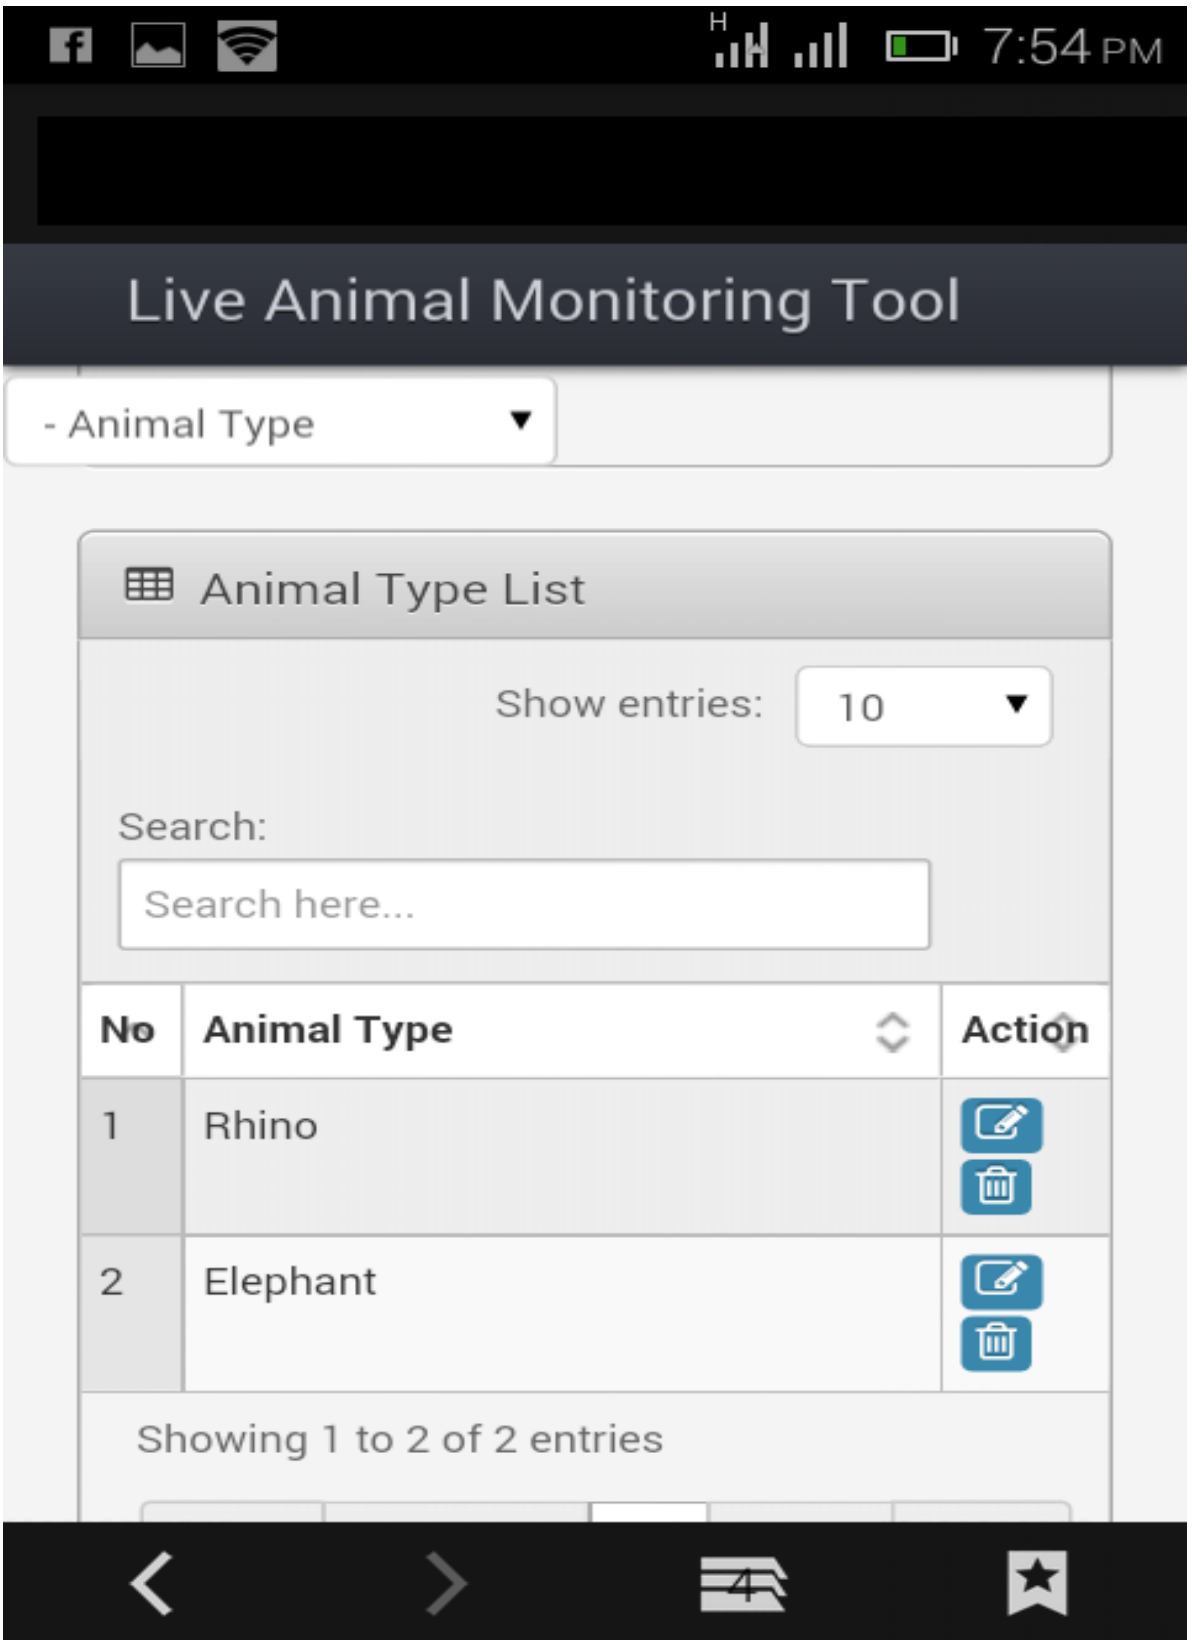 H 7:54 PM
Live Animal Monitoring Tool
- Animal Type
Animal Type List
Show entries: 10
Search:
Search here...
No Animal Type Action
1 Rhino
2 Elephant
Showing 1 to 2 of 2 entries
4